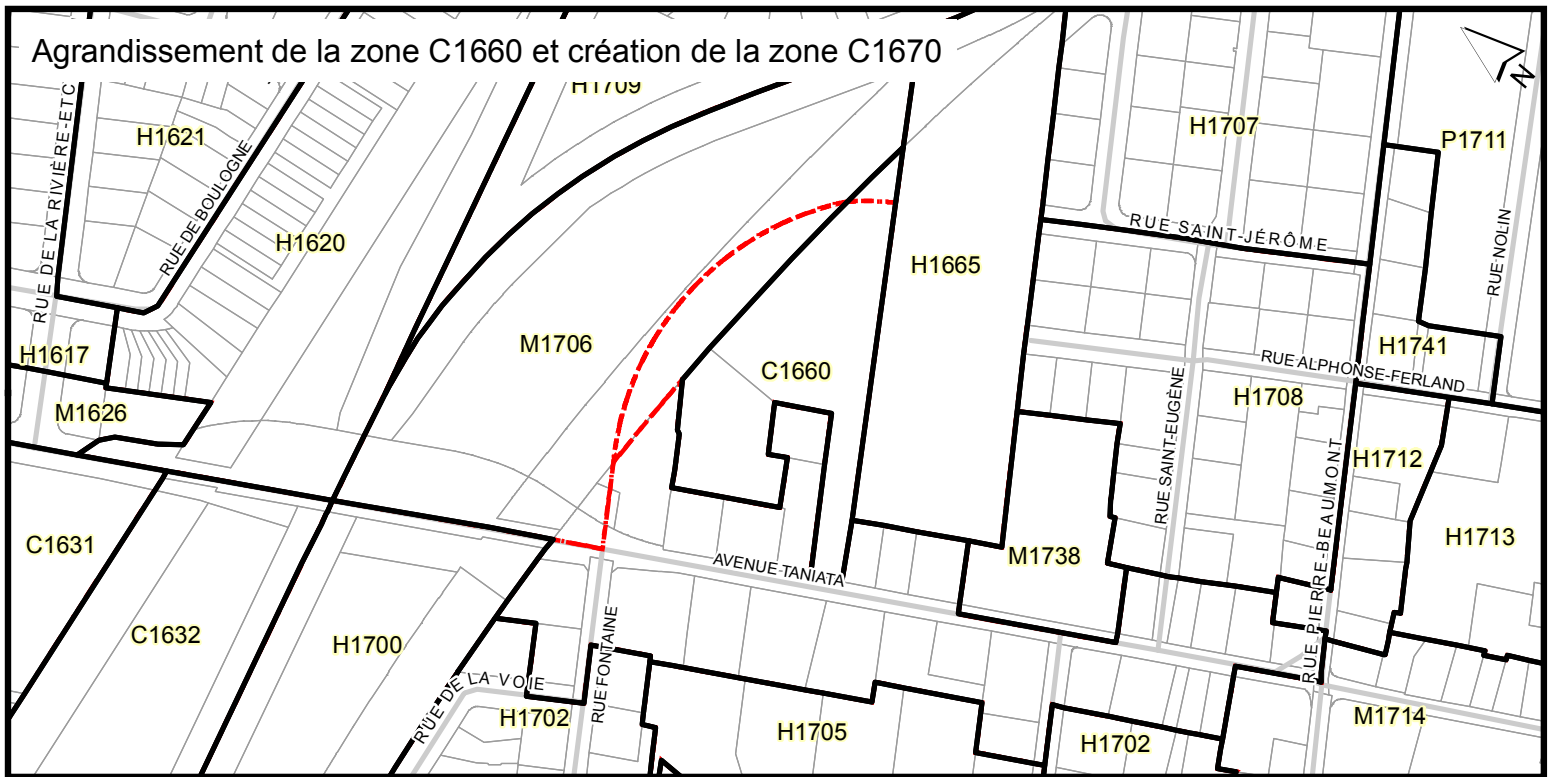 Agrandissement de la zone C1660 et création de la zone C1670
N
H1709
H1621
H1707
P1711
RUE DE LA RIVIÈRE-ETC
RUE DE BOULOGNE
H1620
RUE SAINT-JÉRÔME
H1665
RUE NOLIN
H1617
M1706
C1660
H1741
RUE ALPHONSE-FERLAND
M1626
RUE SAINT-EUGÈNE
H1708
H1712
RUE PIERRE-BEAUMONT
C1631
H1713
M1738
AVENUE TANIATA
C1632
H1700
RUE FONTAINE
RUE DE LA VOIE
H1702
H1705
H1702
M1714